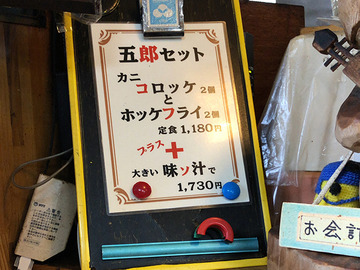 五郎セット
カニ
コロッケ2個
と
ホッケフライ2個
定食 1,180円
プラス+
大きい 味ソ汁で
1,730円
お会計